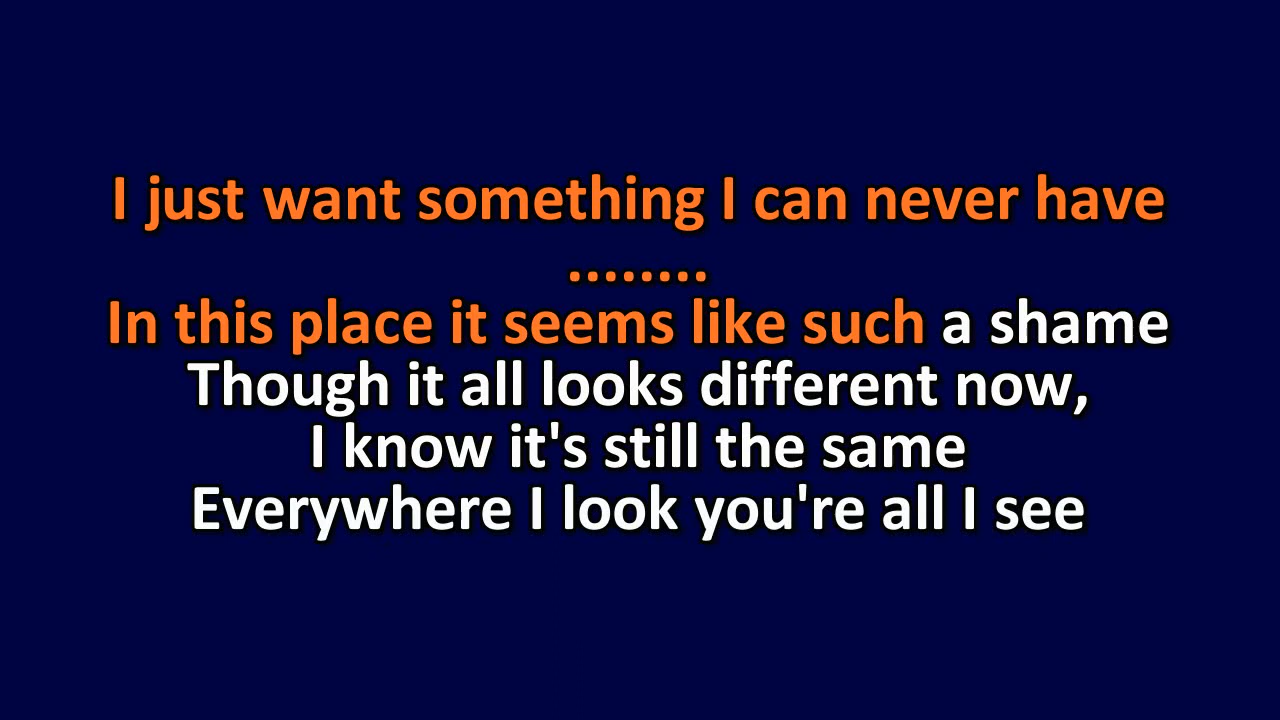 I just want something I can never have
........
In this place it seems like such a shame
Though it all looks different now,
I know it's still the same
Everywhere I look you're all I see